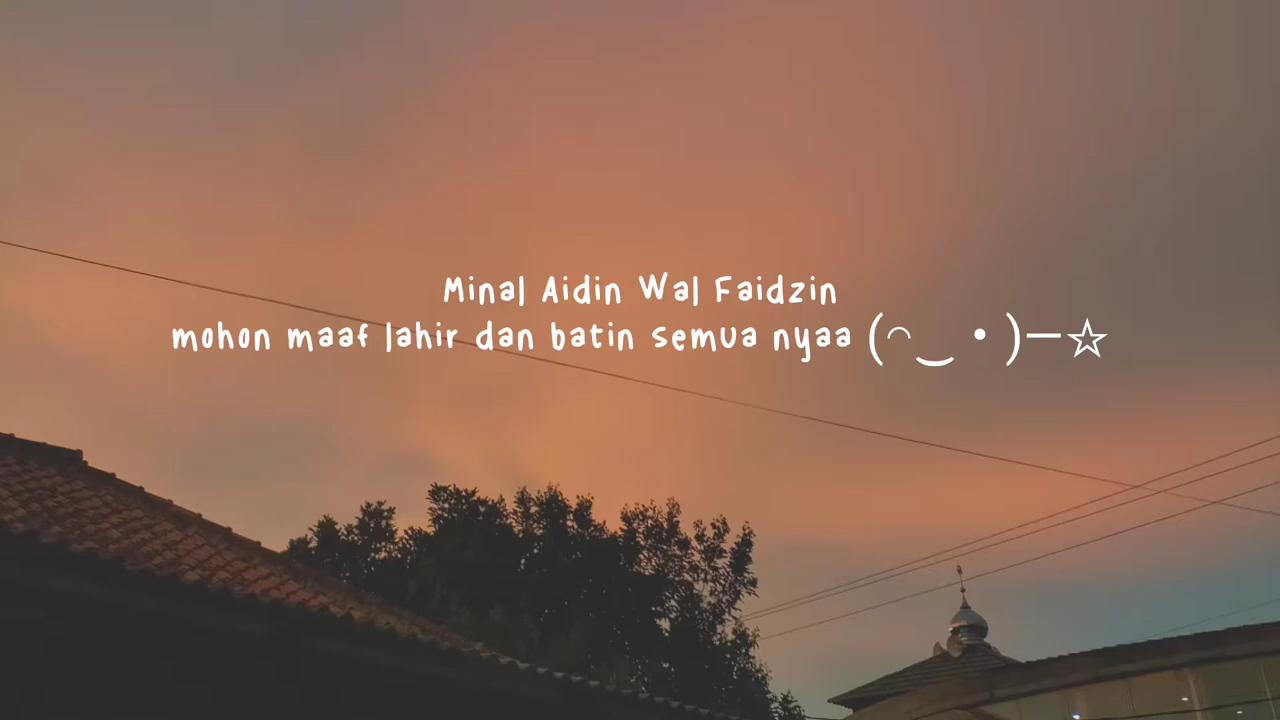 Minal Aidin Wal Faidzin
mohon maaf lahir dan batin semua nyaa (◠‿・)—☆